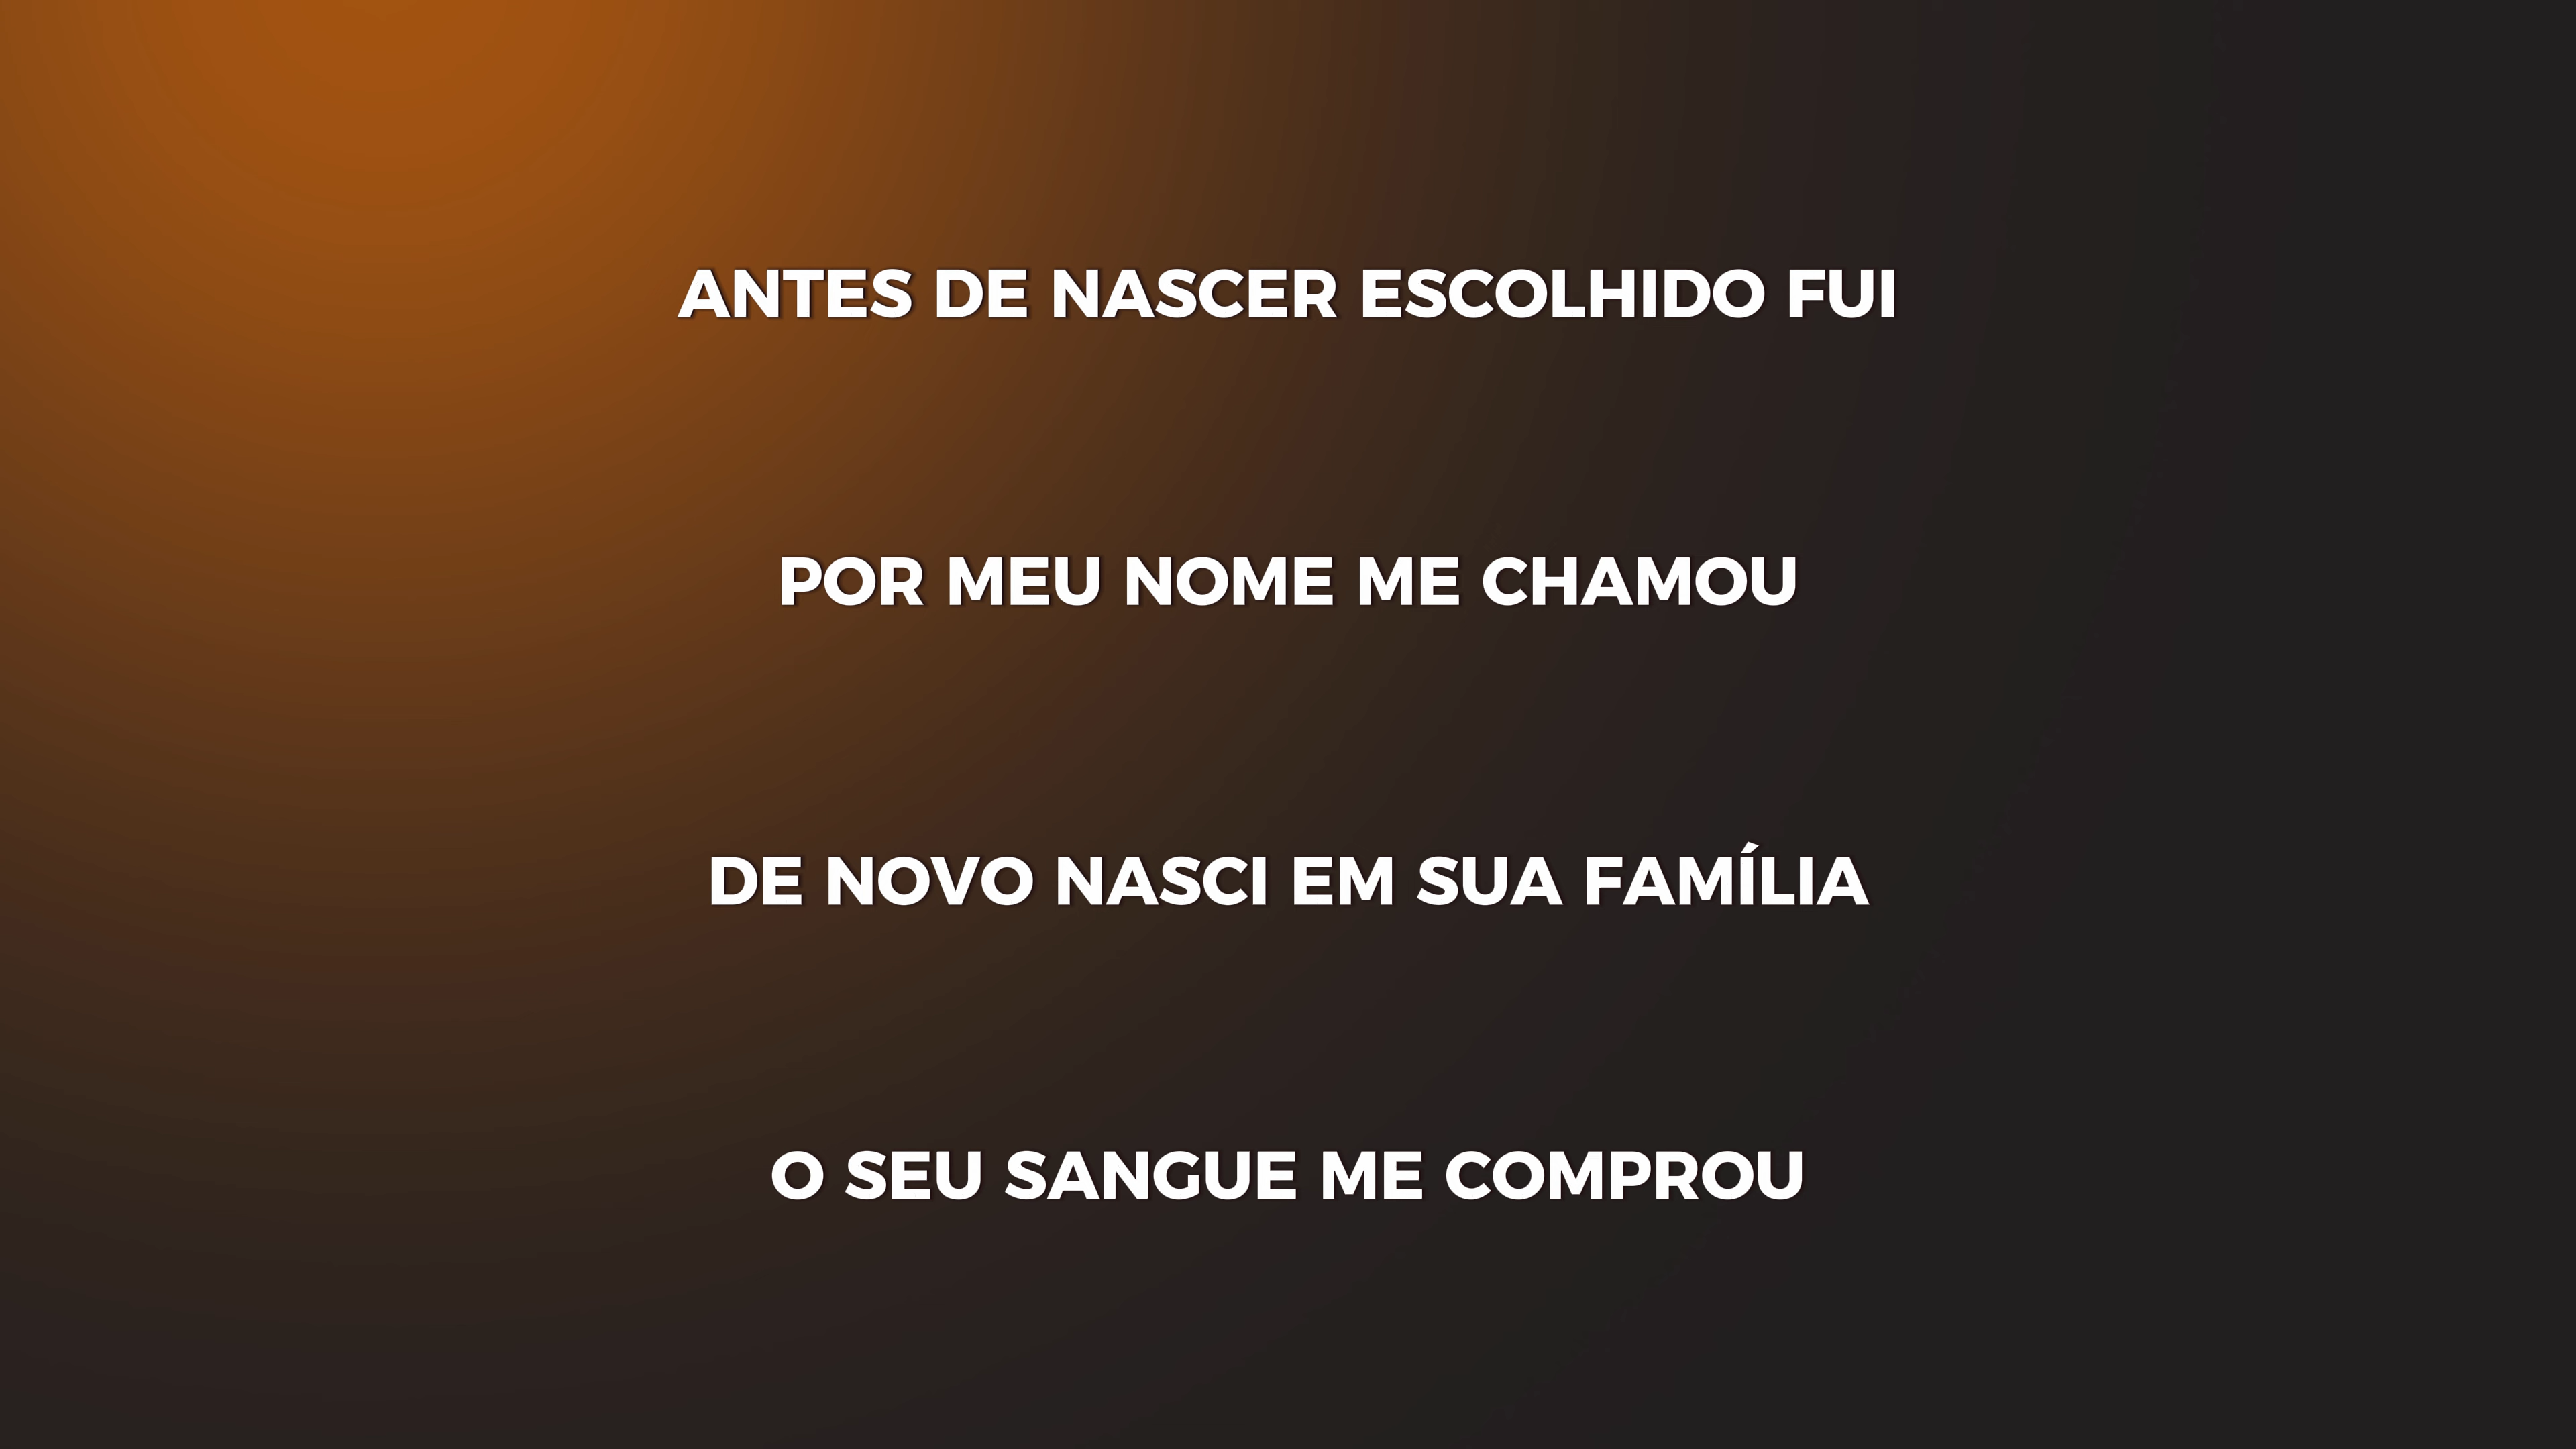 ANTES DE NASCER ESCOLHIDO FUI
POR MEU NOME ME CHAMOU
DE NOVO NASCI EM SUA FAMÍLIA
O SEU SANGUE ME COMPROU